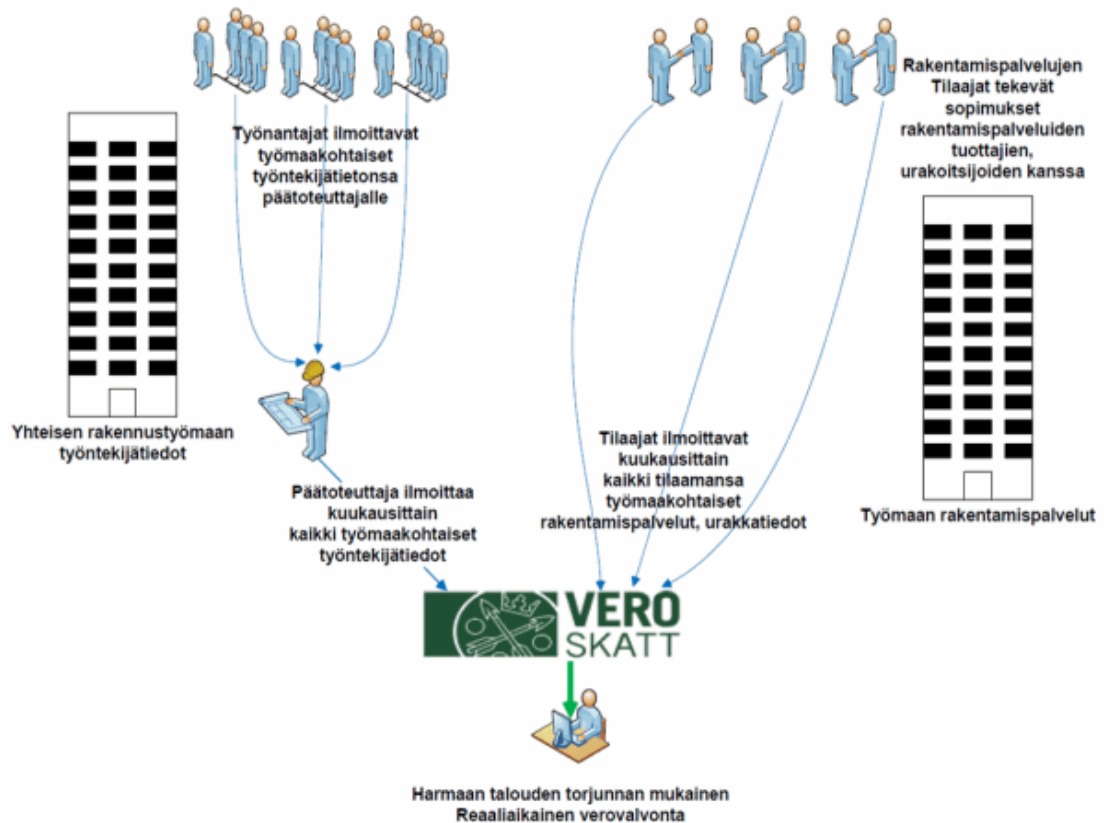 Työnantajat ilmoittavat
työmaakohtaiset
työntekijätietonsa
päätoteuttajalle
Rakentamispalvelujen
Tilaajat tekevät
sopimukset
rakentamispalveluiden
tuottajien,
urakoitsijoiden kanssa
Yhteisen rakennustyömaan
työntekijätiedot
Päätoteuttaja ilmoittaa
kuukausittain
kaikki työmaakohtaiset
työntekijätiedot
Tilaajat ilmoittavat
kuukausittain
kaikki tilaamansa
työmaakohtaiset
rakentamispalvelut, urakkatiedot
Työmaan rakentamispalvelut
VERO
SKATT
Harmaan talouden torjunnan mukainen
Reaaliaikainen verovalvonta